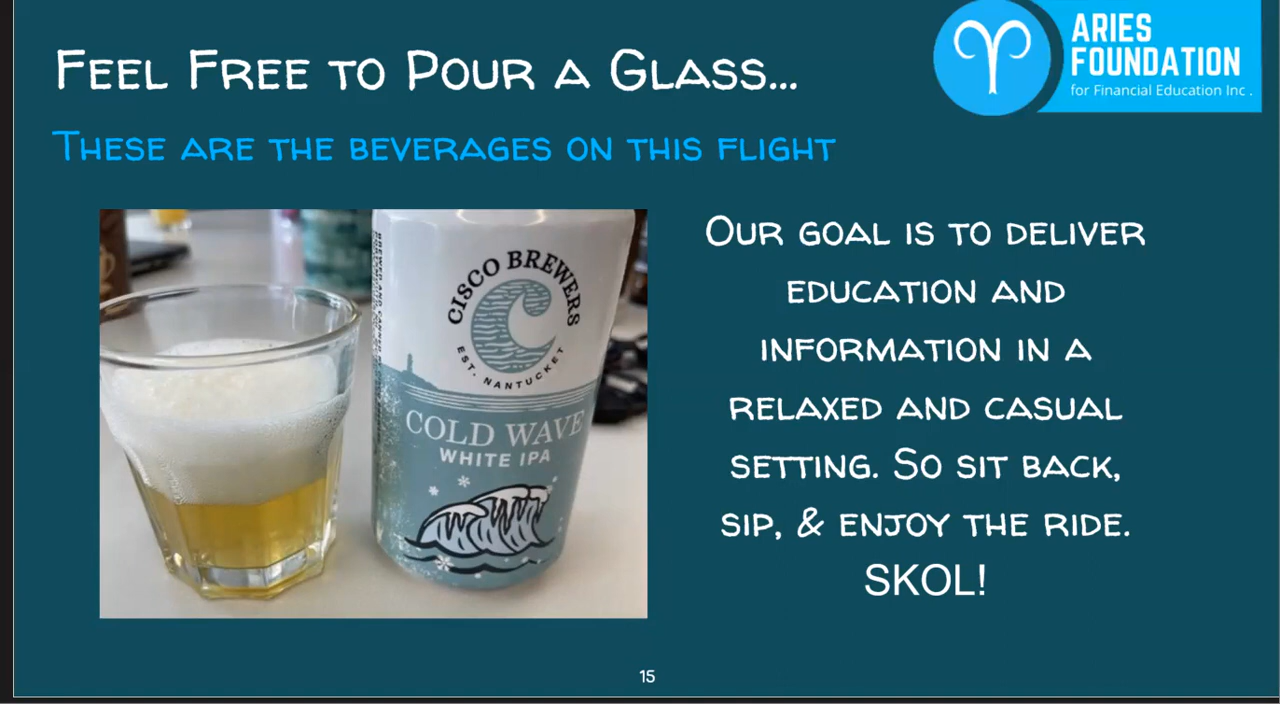 Feel Free to Pour a Glass...
These are the beverages on this flight
ARIES
FOUNDATION
for Financial Education Inc .
CISCO BREWERS
EST. NANTUCKET
COLD WAVE
WHITE IPA
Our goal is to deliver
education and
information in a
relaxed and casual
setting. So sit back,
sip, & enjoy the ride.
SKOL!
15